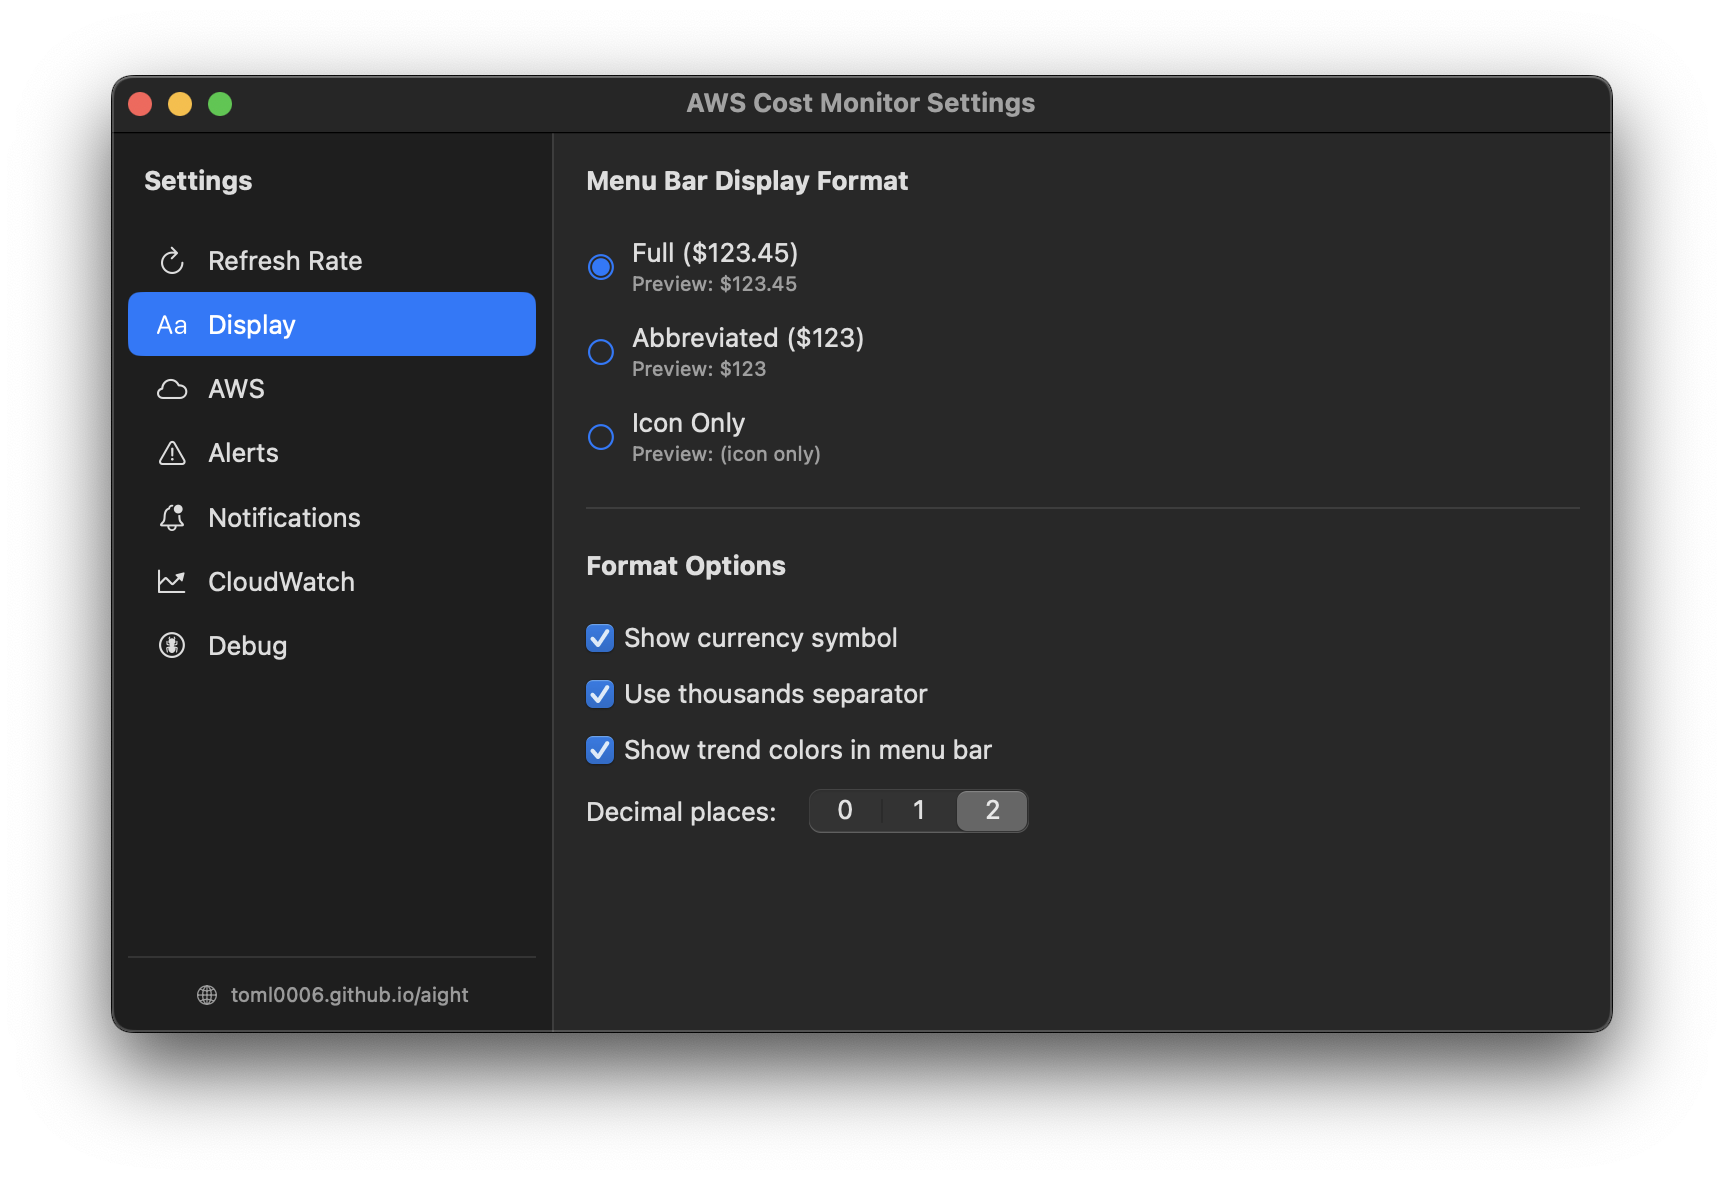 AWS Cost Monitor Settings
Settings
Refresh Rate
Aa Display
AWS
Alerts
Notifications
CloudWatch
Debug
toml0006.github.io/aight
Menu Bar Display Format
Full ($123.45)
Preview: $123.45
Abbreviated ($123)
Preview: $123
Icon Only
Preview: (icon only)
Format Options
Show currency symbol
Use thousands separator
Show trend colors in menu bar
Decimal places: 0 1 2